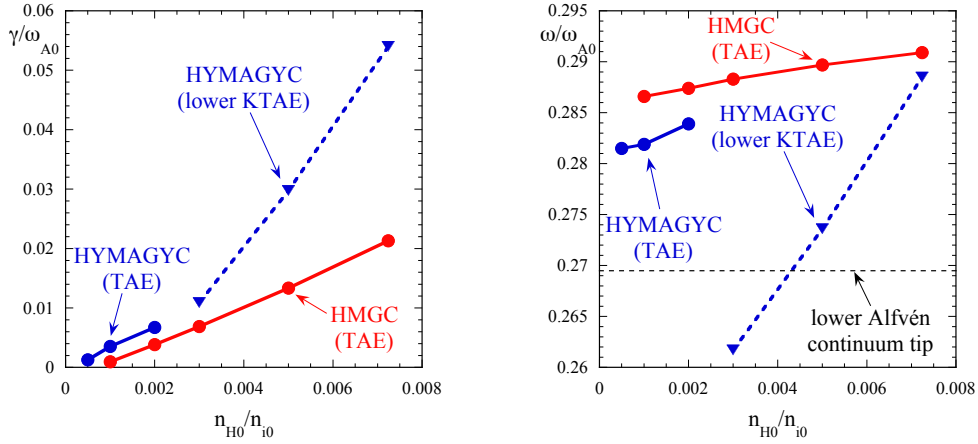 γ/ω_A0
0.06
0.05
0.04
0.03
0.02
0.01
0
HYMAGYC
(lower KTAE)
HYMAGYC
(TAE)
HMGC
(TAE)
0
0.002
0.004
0.006
0.008
n_H0/n_i0
ω/ω_A0
0.295
0.29
0.285
0.28
0.275
0.27
0.265
0.26
HMGC
(TAE)
HYMAGYC
(lower KTAE)
HYMAGYC
(TAE)
lower Alfvén
continuum tip
0
0.002
0.004
0.006
0.008
n_H0/n_i0